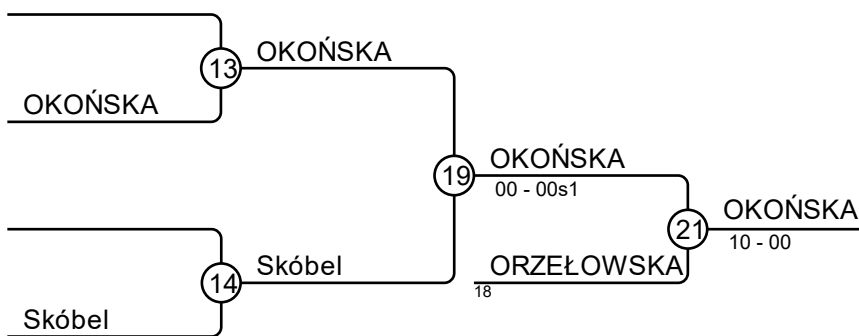 OKOŃSKA
13
OKOŃSKA
19
OKOŃSKA
00 - 00s1
OKOŃSKA
21
10 - 00
Skóbel
ORZEŁOWSKA
14
18
Skóbel